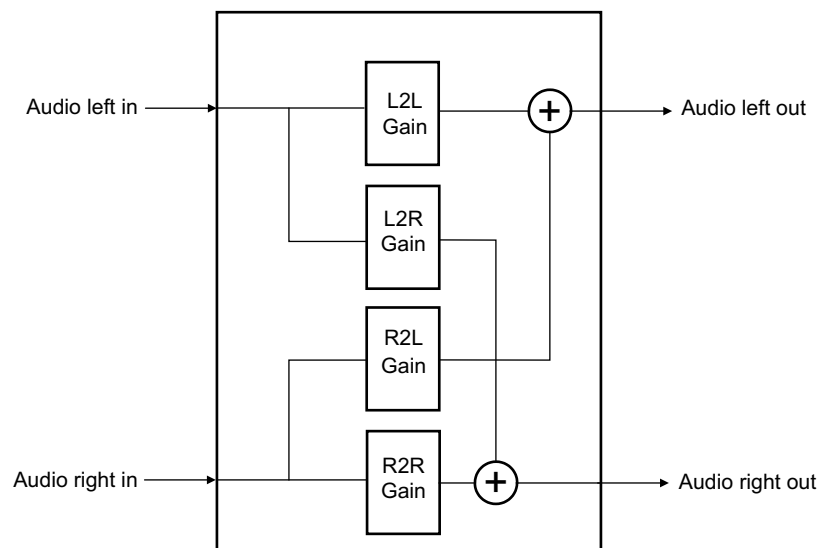 Audio left in
L2L
Gain
+
Audio left out
L2R
Gain
R2L
Gain
Audio right in
R2R
Gain
+
Audio right out